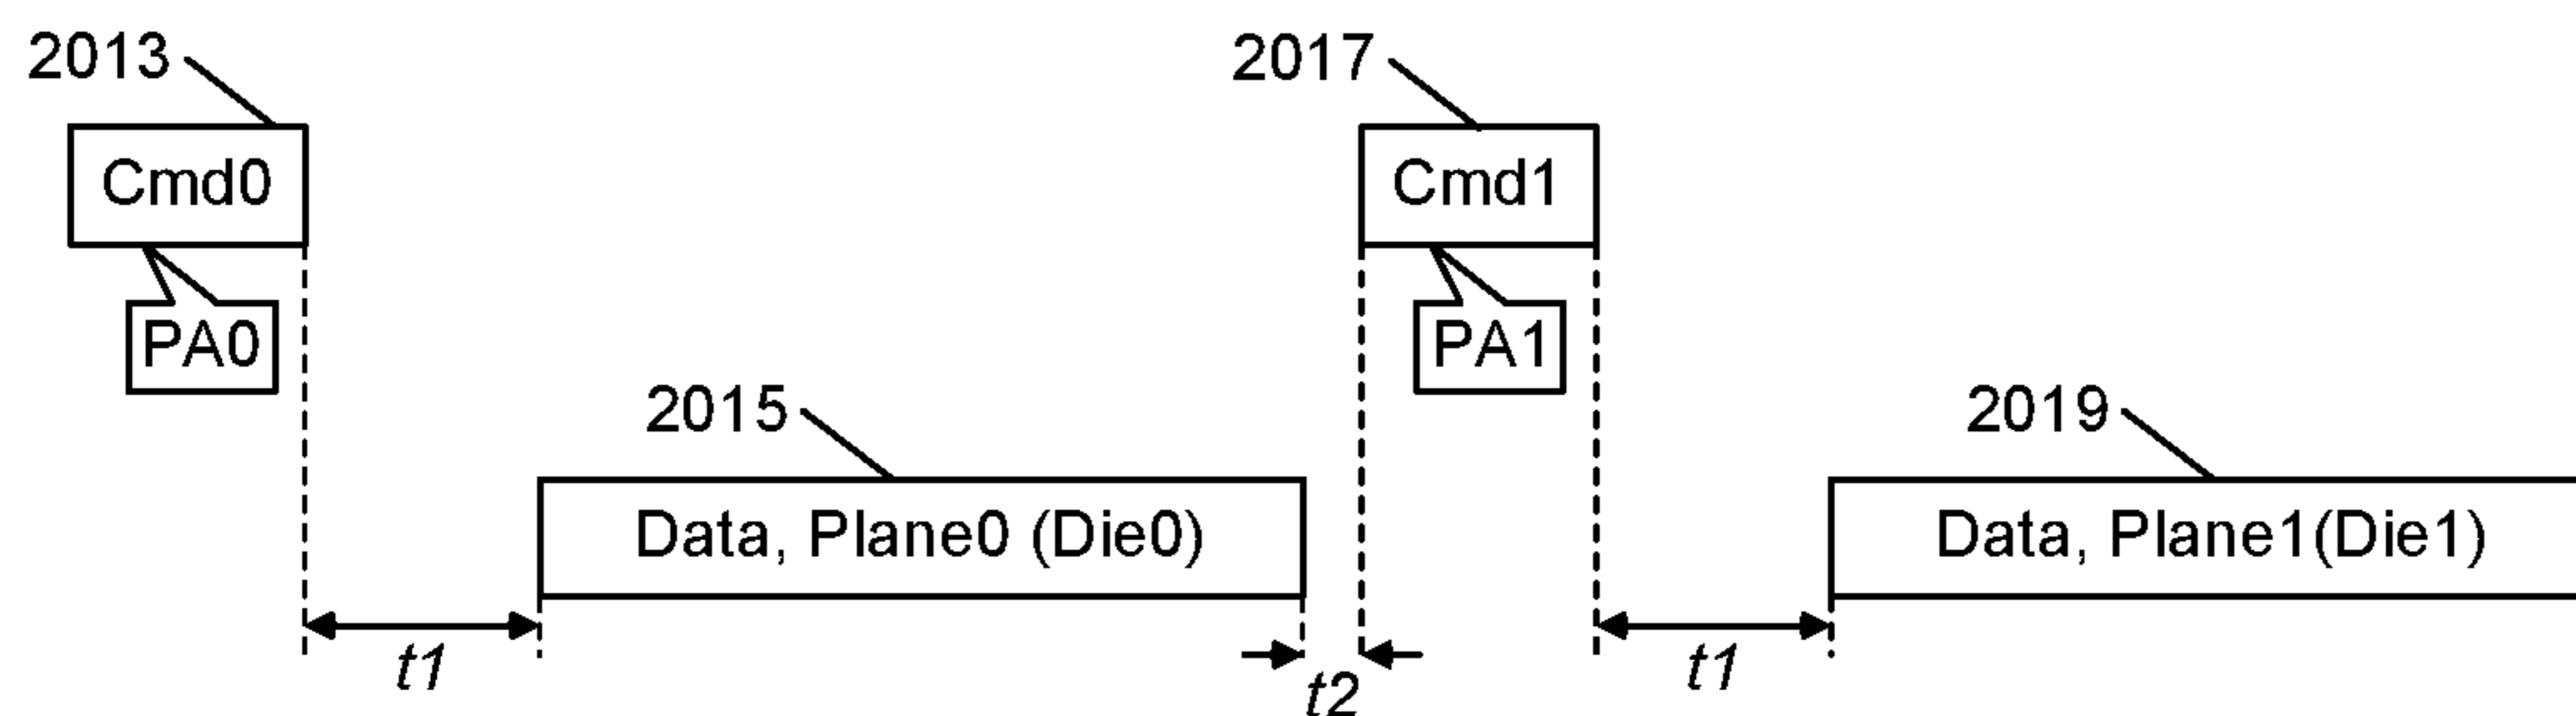 2013
2017
Cmd0
Cmd1
PA0
PA1
2015
2019
Data, Plane0 (Die0)
Data, Plane1(Die1)
t1
t2
t1